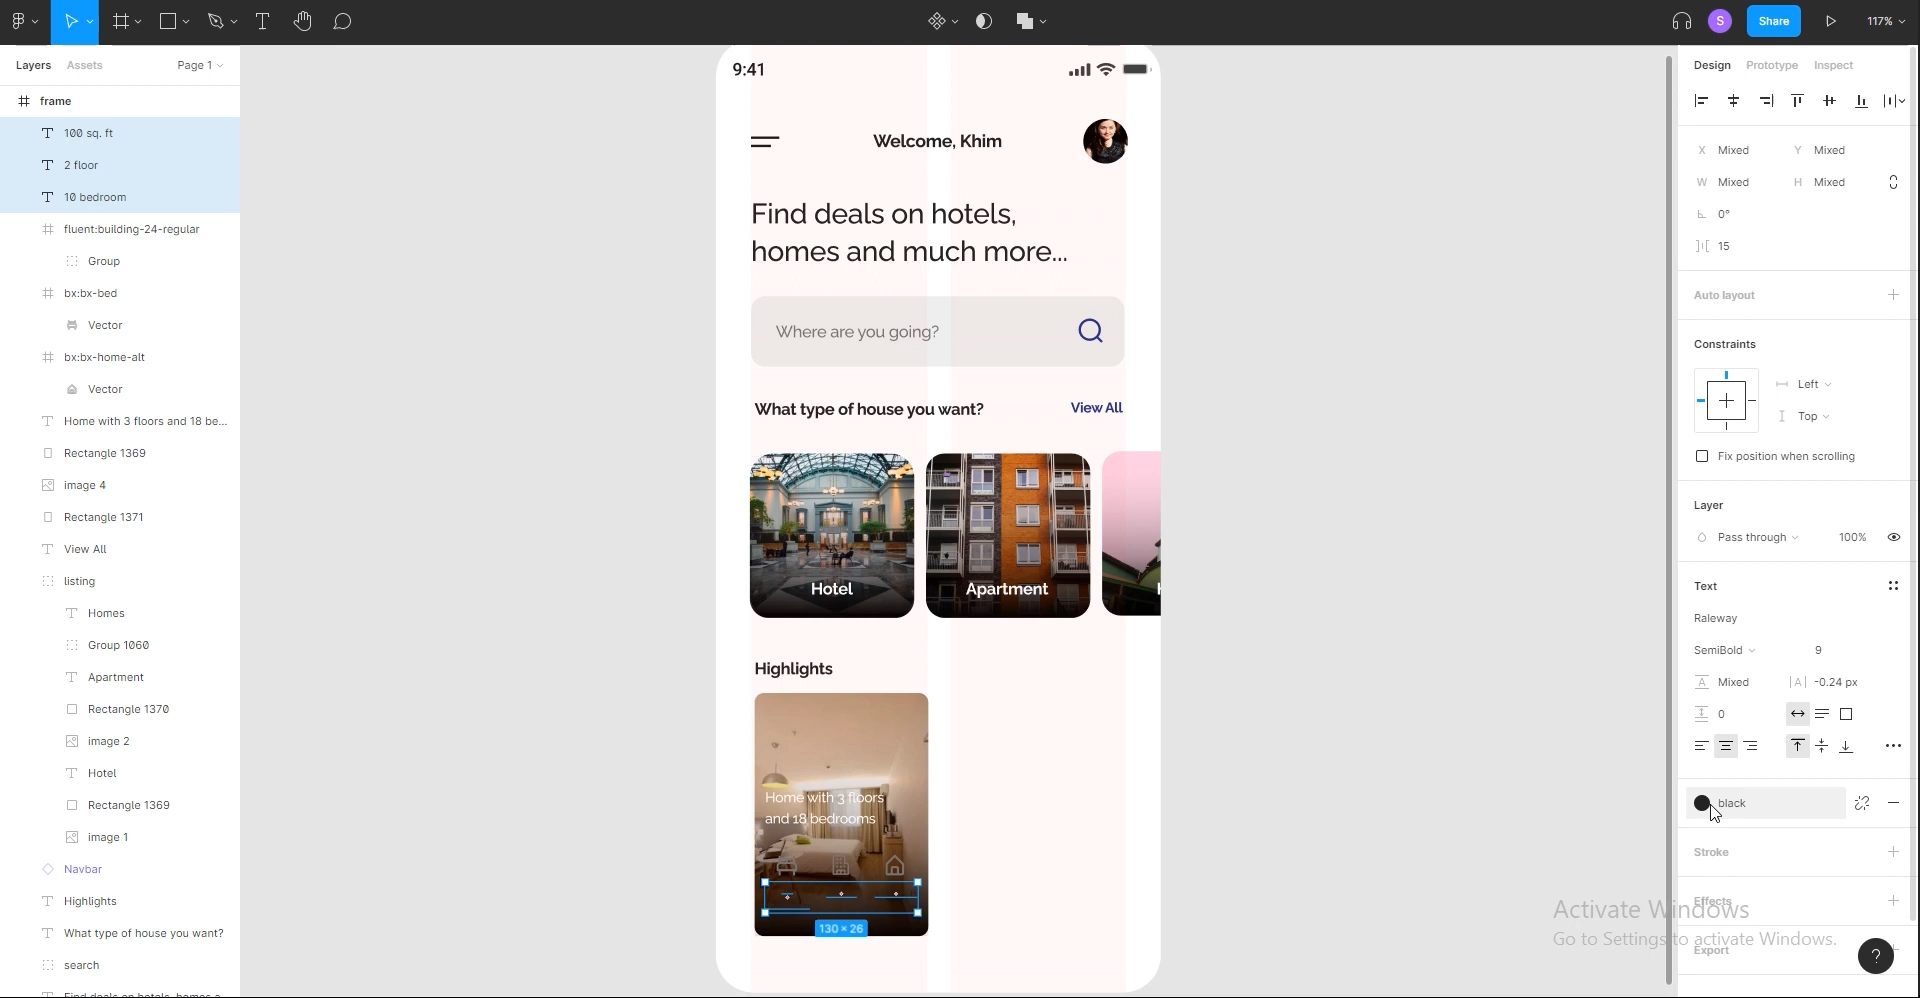 S
Share
117%
Layers
Assets
Page 1
frame
100 sq. ft
2 floor
10 bedroom
fluent:building-24-regular
Group
bx:bx-bed
Vector
bx:bx-home-alt
Vector
Home with 3 floors and 18 be...
Rectangle 1369
image 4
Rectangle 1371
View All
listing
Homes
Group 1060
Apartment
Rectangle 1370
image 2
Hotel
Rectangle 1369
image 1
Navbar
Highlights
What type of house you want?
search
Find deals on hotels, homes a...
9:41
Welcome, Khim
Find deals on hotels,
homes and much more...
Where are you going?
What type of house you want?
View All
Hotel
Apartment
Highlights
Home with 3 floors
and 18 bedrooms
130 × 26
Design
Prototype
Inspect
X Mixed
Y Mixed
W Mixed
H Mixed
0°
15
Auto layout
Constraints
Left
Top
Fix position when scrolling
Layer
Pass through
100%
Text
Raleway
SemiBold
9
A Mixed
|A| -0.24 px
0
black
Stroke
Effects
Export
Activate Windows
Go to Settings to activate Windows.
?